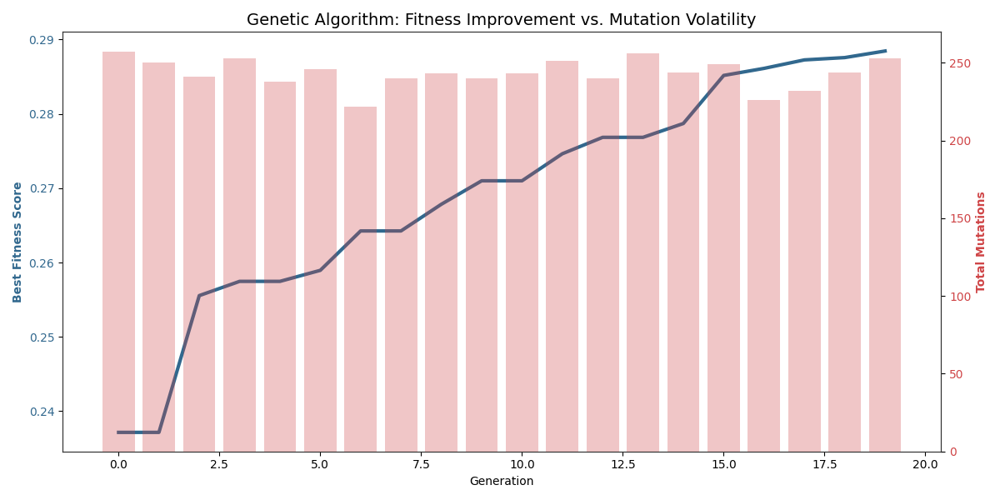 Genetic Algorithm: Fitness Improvement vs. Mutation Volatility
Best Fitness Score
0.29
0.28
0.27
0.26
0.25
0.24
250
200
150
100
50
0
Total Mutations
0.0 2.5 5.0 7.5 10.0 12.5 15.0 17.5 20.0
Generation